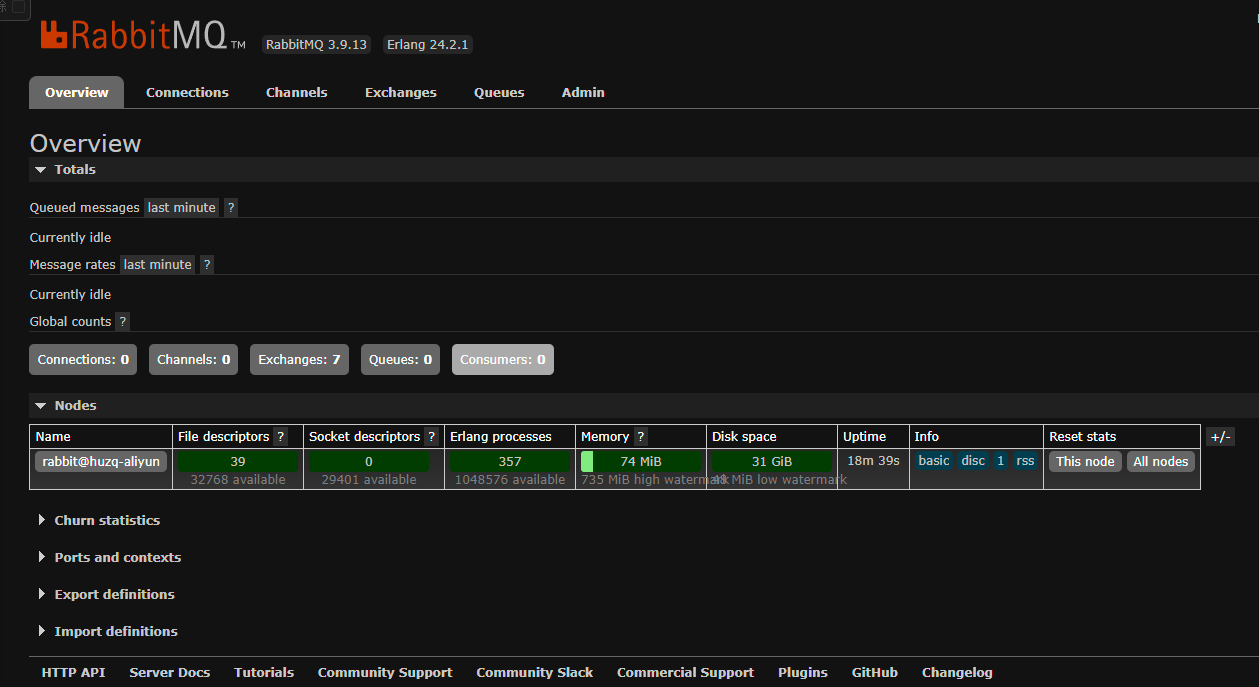 除
RabbitMQ TM RabbitMQ 3.9.13 Erlang 24.2.1
Overview Connections Channels Exchanges Queues Admin
Overview
Totals
Queued messages last minute ?
Currently idle
Message rates last minute ?
Currently idle
Global counts ?
Connections: 0 Channels: 0 Exchanges: 7 Queues: 0 Consumers: 0
Nodes
Name File descriptors ? Socket descriptors ? Erlang processes Memory ? Disk space Uptime Info Reset stats +/-
rabbit@huzq-aliyun 39 0 357 74 MiB 31 GiB 18m 39s basic disc 1 rss This node All nodes
32768 available 29401 available 1048576 available 735 MiB high watermark 48 MiB low watermark
Churn statistics
Ports and contexts
Export definitions
Import definitions
HTTP API Server Docs Tutorials Community Support Community Slack Commercial Support Plugins GitHub Changelog